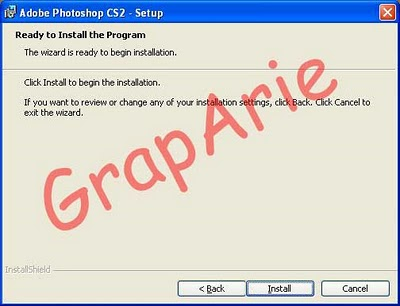 Adobe Photoshop CS2 - Setup
Ready to Install the Program
The wizard is ready to begin installation.
Click Install to begin the installation.
If you want to review or change any of your installation settings, click Back. Click Cancel to
exit the wizard.
GrapArie
InstallShield
< Back
Install
Cancel